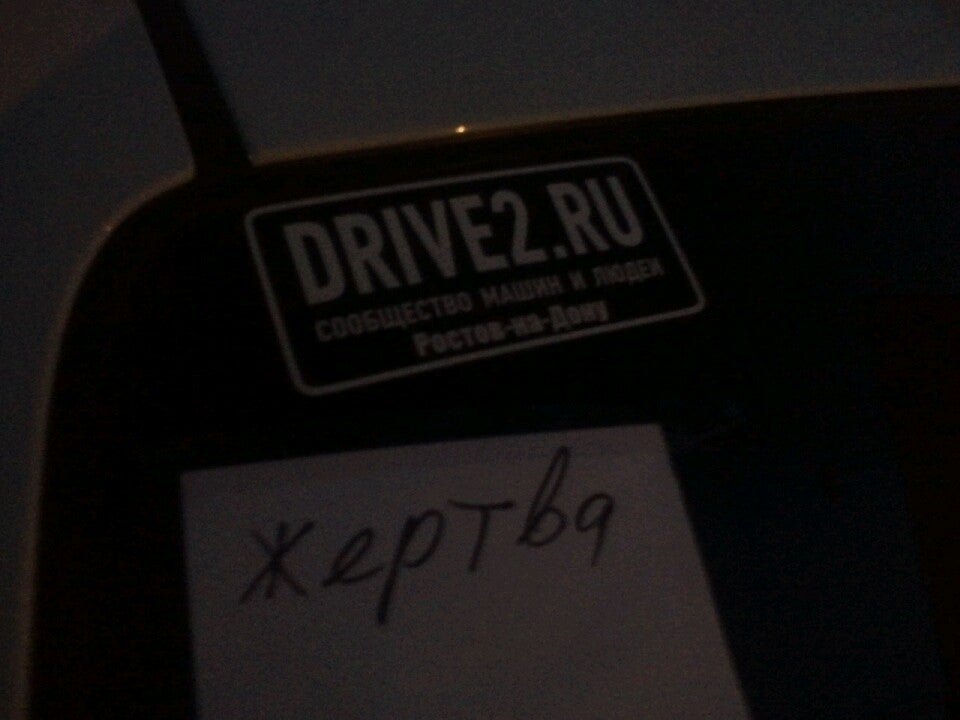 DRIVE2.RU
СООБЩЕСТВО МАШИН И ЛЮДЕЙ
Ростов-на-Дону
жертва